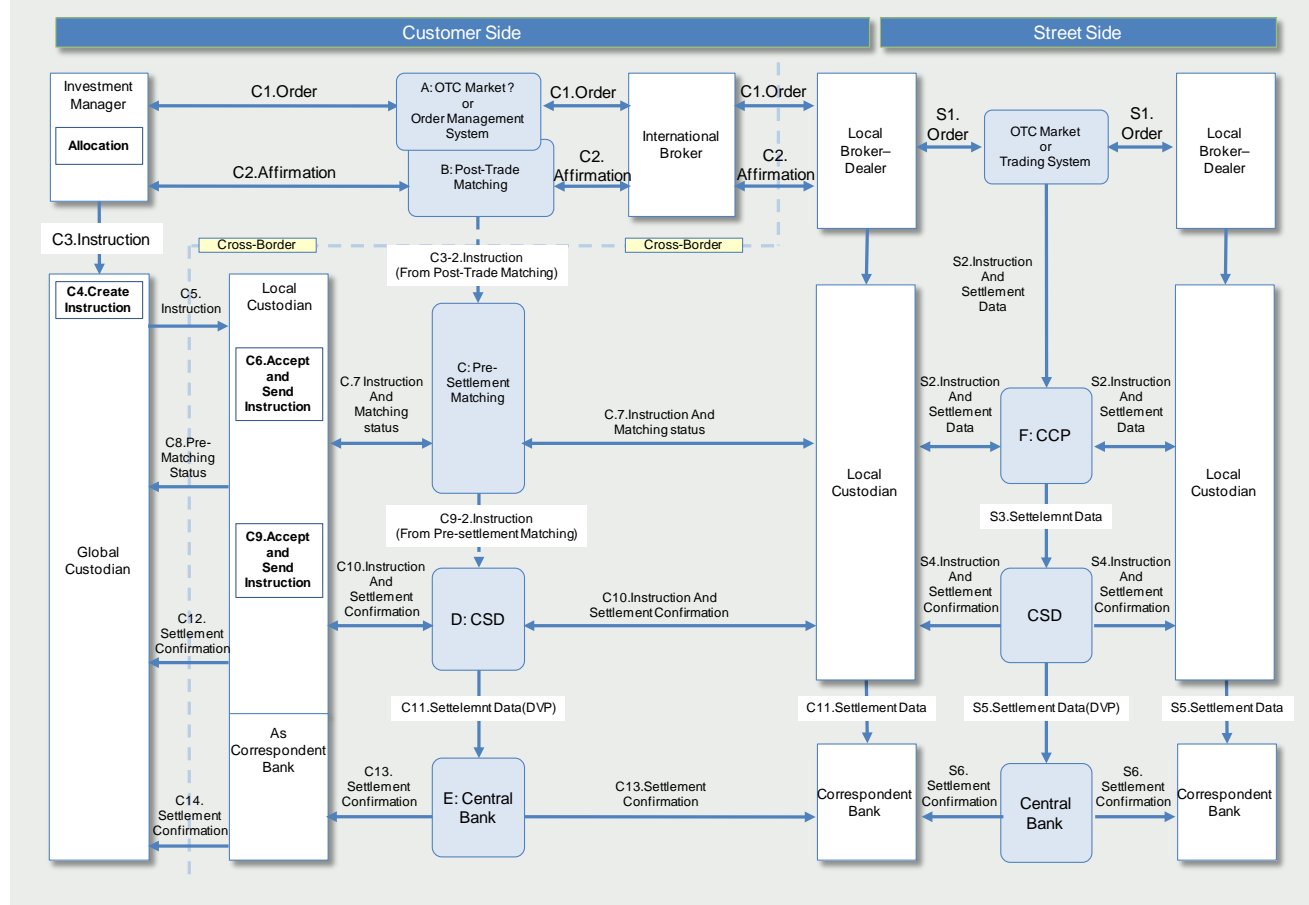 Customer Side
Street Side
Investment
Manager
Allocation
C1.Order
A: OTC Market ?
or
Order Management
System
C1.Order
International
Broker
C1.Order
Local
Broker–
Dealer
S1.
Order
OTC Market
or
Trading System
S1.
Order
Local
Broker–
Dealer
C2.Affirmation
B: Post-Trade
Matching
C2.
Affirmation
C2.
Affirmation
C3.Instruction
Cross-Border
Cross-Border
C3-2.Instruction
(From Post-Trade Matching)
S2.Instruction
And
Settlement
Data
C4.Create
Instruction
C5.
Instruction
Local
Custodian
C6.Accept
and
Send
Instruction
C.7 Instruction
And
Matching
status
C: Pre-
Settlement
Matching
C.7.Instruction And
Matching status
S2.Instruction
And
Settlement
Data
F: CCP
S2.Instruction
And
Settlement
Data
C8.Pre-
Matching
Status
Local
Custodian
Local
Custodian
C9-2.Instruction
(From Pre-settlement Matching)
S3.Settelemnt Data
Global
Custodian
C9.Accept
and
Send
Instruction
C10.Instruction
And
Settlement
Confirmation
D: CSD
C10.Instruction And
Settlement Confirmation
S4.Instruction
And
Settlement
Confirmation
CSD
S4.Instruction
And
Settlement
Confirmation
C12.
Settlement
Confirmation
C11.Settelemnt Data(DVP)
C11.Settlement Data
S5.Settlement Data(DVP)
S5.Settlement Data
As
Correspondent
Bank
C13.
Settlement
Confirmation
E: Central
Bank
C13.Settlement
Confirmation
Correspondent
Bank
S6.
Settlement
Confirmation
Central
Bank
S6.
Settlement
Confirmation
Correspondent
Bank
C14.
Settlement
Confirmation